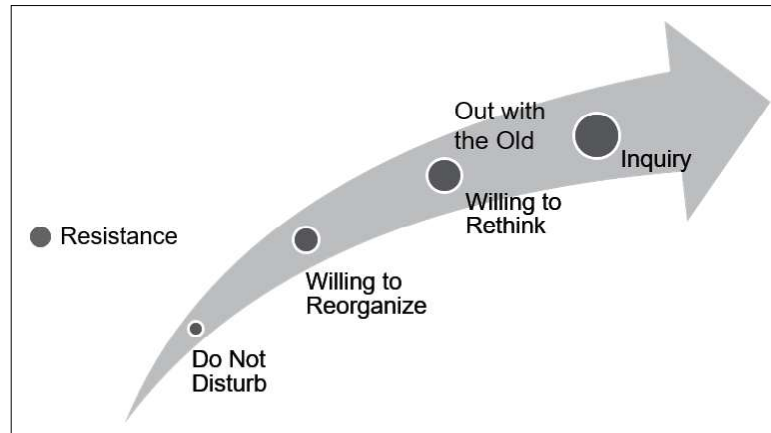 Out with
the Old
Inquiry
Willing to
Rethink
Resistance
Willing to
Reorganize
Do Not
Disturb